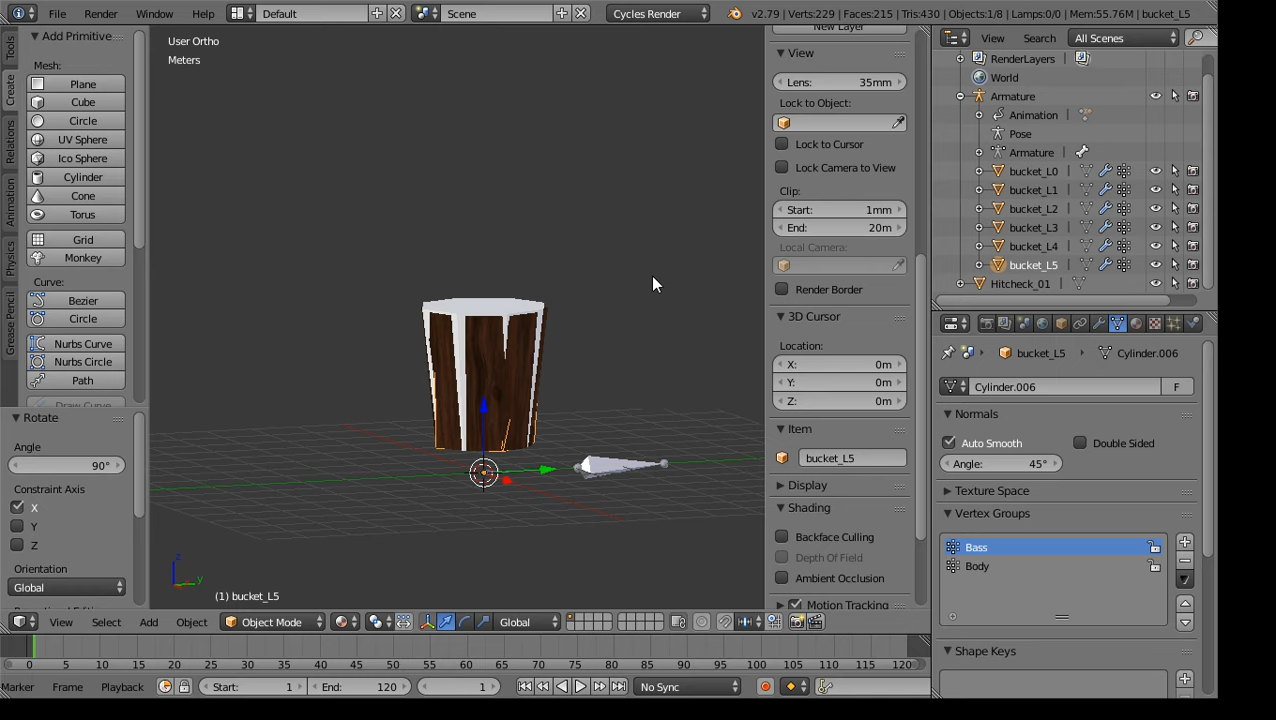 File Render Window Help Default Scene Cycles Render v2.79 | Verts:229 | Faces:215 | Tris:430 | Objects:1/8 | Lamps:0/0 | Mem:55.76M | bucket_L5
Tools
Create
Relations
Animation
Physics
Grease Pencil
Add Primitive
Mesh:
Plane
Cube
Circle
UV Sphere
Ico Sphere
Cylinder
Cone
Torus
Grid
Monkey
Curve:
Bezier
Circle
Nurbs Curve
Nurbs Circle
Path
Draw Curve
Rotate
Angle
90°
Constraint Axis
X
Y
Z
Orientation
Global
User Ortho
Meters
z
y
(1) bucket_L5
New Layer
View
Lens: 35mm
Lock to Object:
Lock to Cursor
Lock Camera to View
Clip:
Start: 1mm
End: 20m
Local Camera:
Render Border
3D Cursor
Location:
X: 0m
Y: 0m
Z: 0m
Item
bucket_L5
Display
Shading
Backface Culling
Depth Of Field
Ambient Occlusion
Motion Tracking
View Search All Scenes
RenderLayers
World
Armature
Animation
Pose
Armature
bucket_L0
bucket_L1
bucket_L2
bucket_L3
bucket_L4
bucket_L5
Hitcheck_01
bucket_L5 Cylinder.006
Cylinder.006 F
Normals
Auto Smooth Double Sided
Angle: 45°
Texture Space
Vertex Groups
Bass
Body
Shape Keys
View Select Add Object Object Mode Global
0 5 10 15 20 25 30 35 40 45 50 55 60 65 70 75 80 85 90 95 100 105 110 115 120
Marker Frame Playback Start: 1 End: 120 1 No Sync